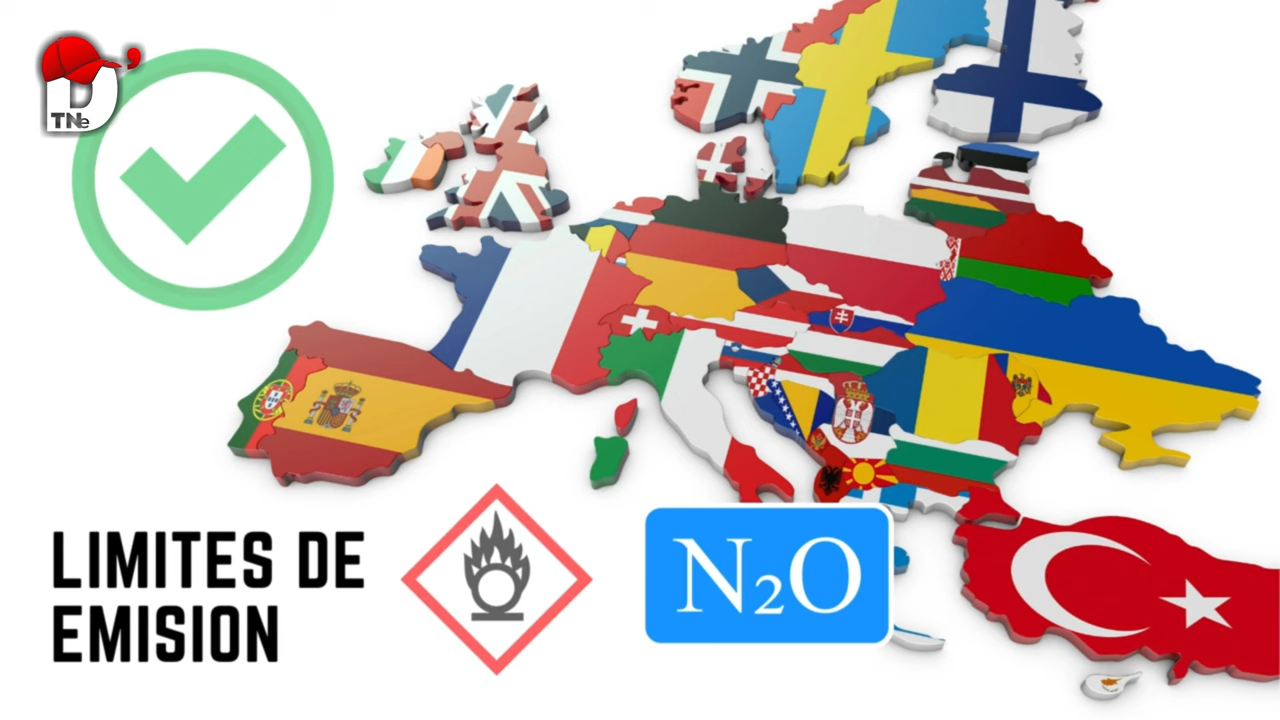 D'
TNe
LIMITES DE
EMISION
N₂O